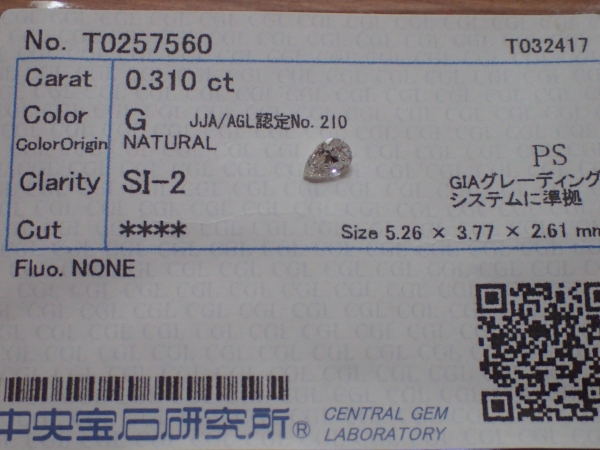 No. T0257560 T032417
Carat 0.310 ct
Color G JJA/AGL認定No. 210
ColorOrigin NATURAL
PS
Clarity SI-2 GIAグレーディング
システムに準拠
Cut **** Size 5.26 × 3.77 × 2.61 mm
Fluo. NONE
中央宝石研究所® CENTRAL GEM
LABORATORY